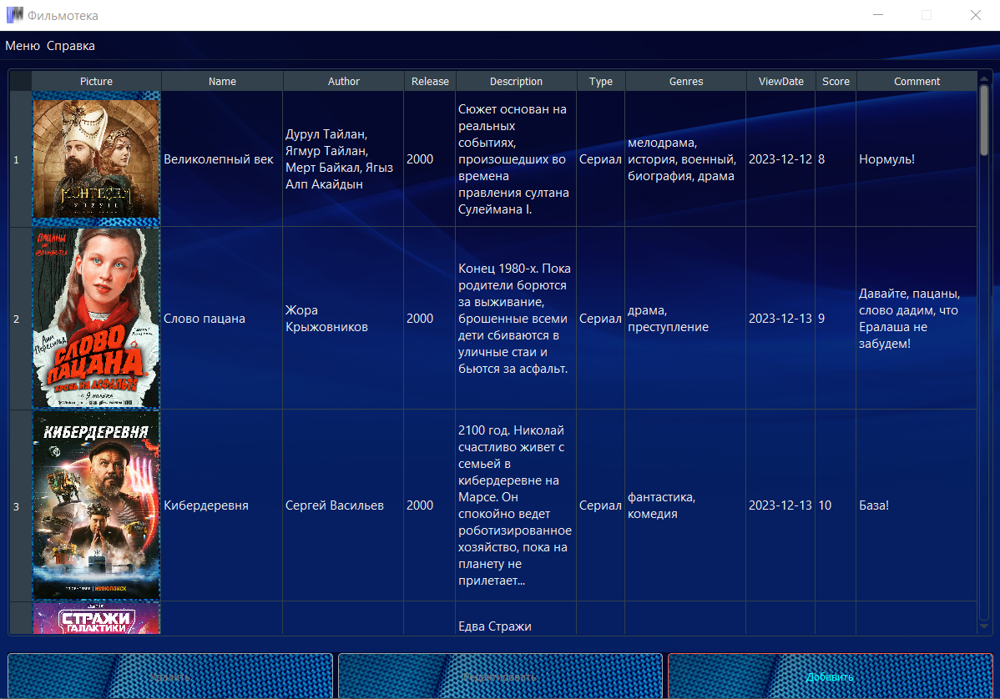 Фильмотека
Меню Справка
Picture Name Author Release Description Type Genres ViewDate Score Comment
1
MUHTEŞEM
YÜZYIL
Великолепный век
Дурул Тайлан,
Ягмур Тайлан,
Мерт Байкал, Ягыз
Алп Акайдын
2000
Сюжет основан на
реальных
событиях,
произошедших во
времена
правления султана
Сулеймана I.
Сериал
мелодрама,
история, военный,
биография, драма
2023-12-12
8
Нормуль!
2
ПАЦАНЫ
НЕ
ИЗВИНЯЮТСЯ
СЛОВО
ПАЦАНА
КРОВЬ НА АСФАЛЬТЕ
с 9 ноября
Слово пацана
Жора
Крыжовников
2000
Конец 1980-х. Пока
родители борются
за выживание,
брошенные всеми
дети сбиваются в
уличные стаи и
бьются за асфальт.
Сериал
драма,
преступление
2023-12-13
9
Давайте, пацаны,
слово дадим, что
Ералаша не
забудем!
3
КИБЕРДЕРЕВНЯ
КИНОПОИСК
Кибердеревня
Сергей Васильев
2000
2100 год. Николай
счастливо живет с
семьей в
кибердеревне на
Марсе. Он
спокойно ведет
роботизированное
хозяйство, пока на
планету не
прилетает...
Сериал
фантастика,
комедия
2023-12-13
10
База!
СТРАЖИ
ГАЛАКТИКИ
Едва Стражи
Удалить Редактировать Добавить